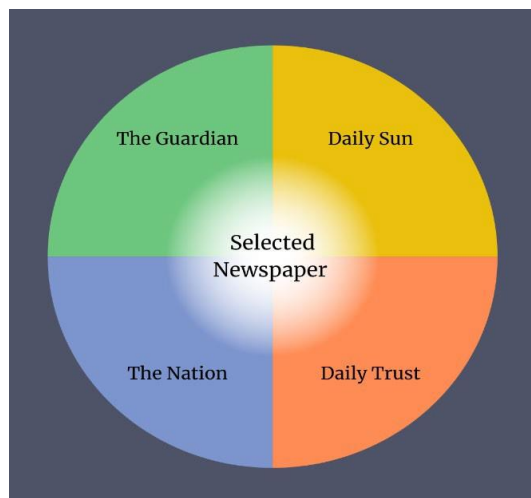 The Guardian
Daily Sun
Selected
Newspaper
The Nation
Daily Trust